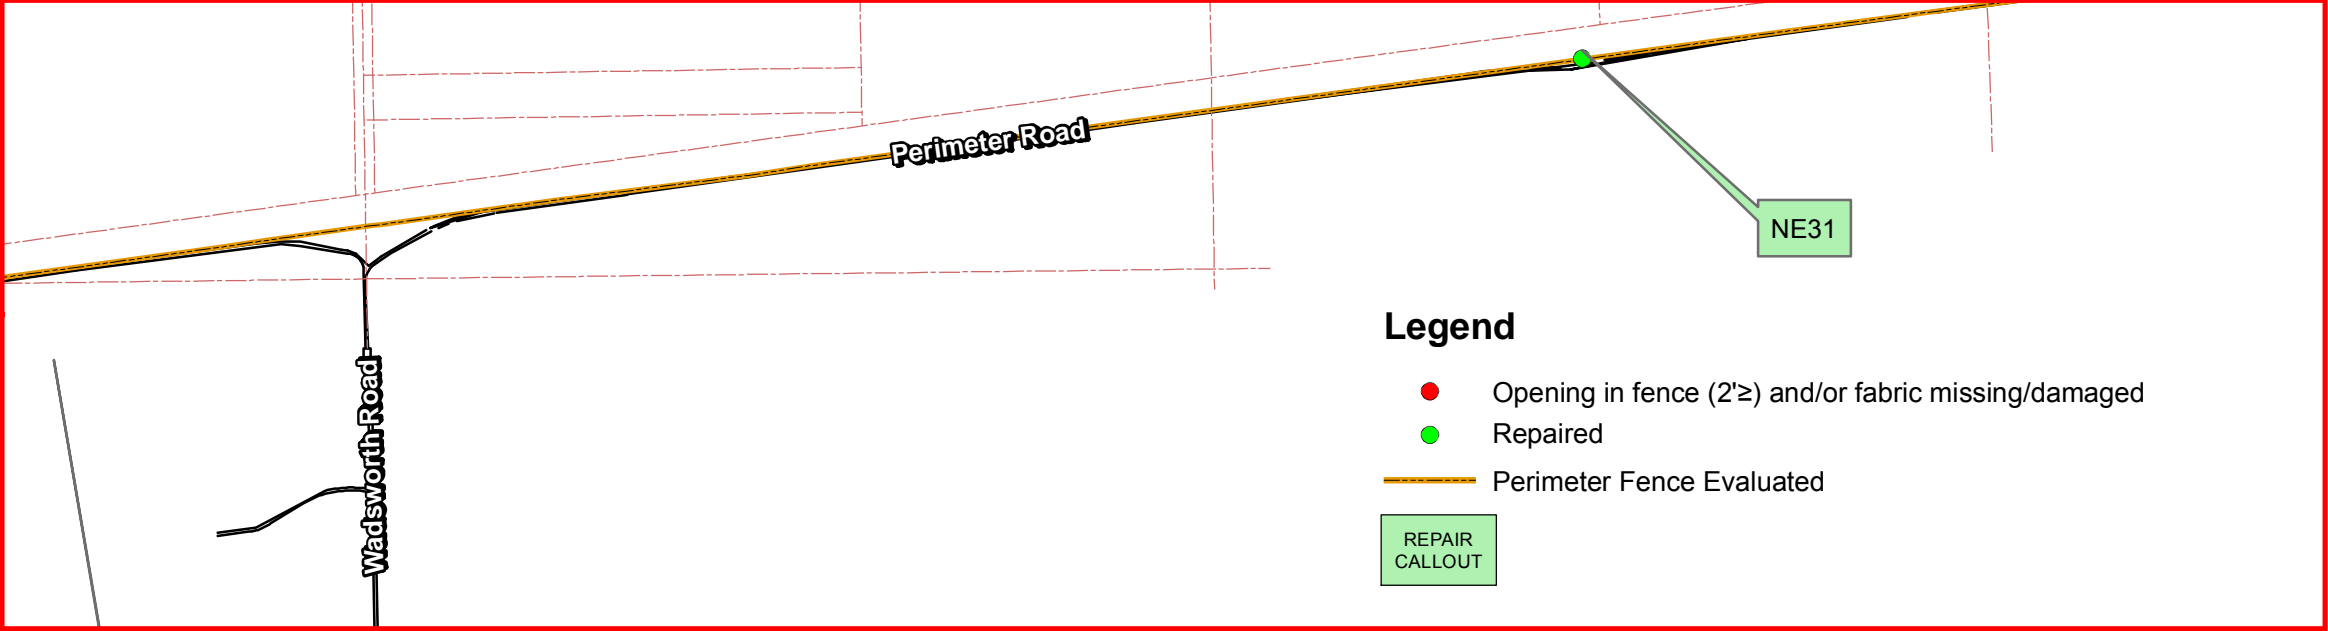 Perimeter Road
NE31
Wadsworth Road
Legend
Opening in fence (2'≥) and/or fabric missing/damaged
Repaired
Perimeter Fence Evaluated
REPAIR
CALLOUT